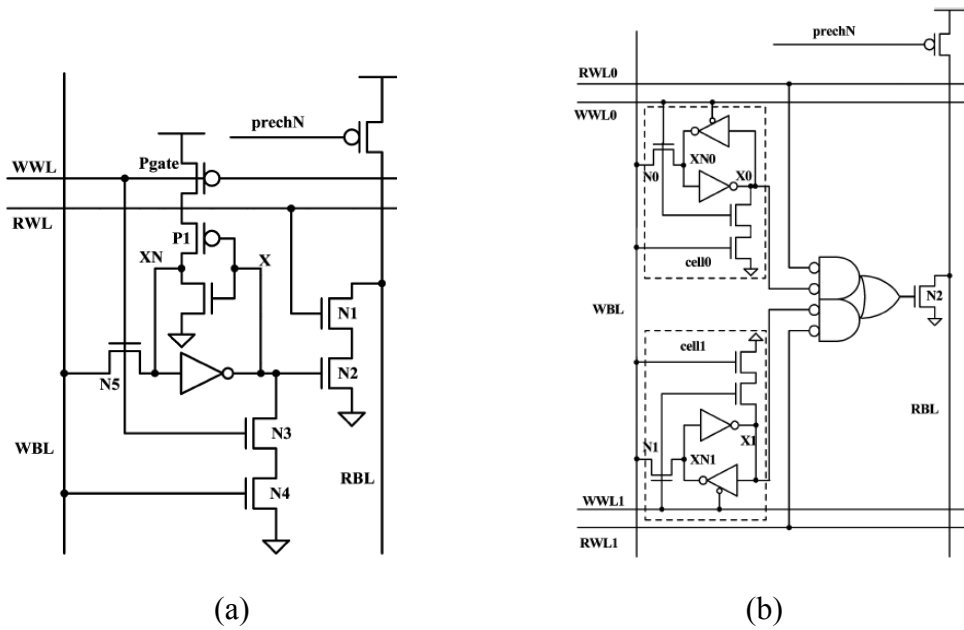 prechN
WWL
Pgate
RWL
P1
XN
X
N1
N5
N2
WBL
N3
RBL
N4
(a)
prechN
RWL0
WWL0
XN0
N0
X0
cell0
WBL
N2
cell1
RBL
N1
X1
XN1
WWL1
RWL1
(b)